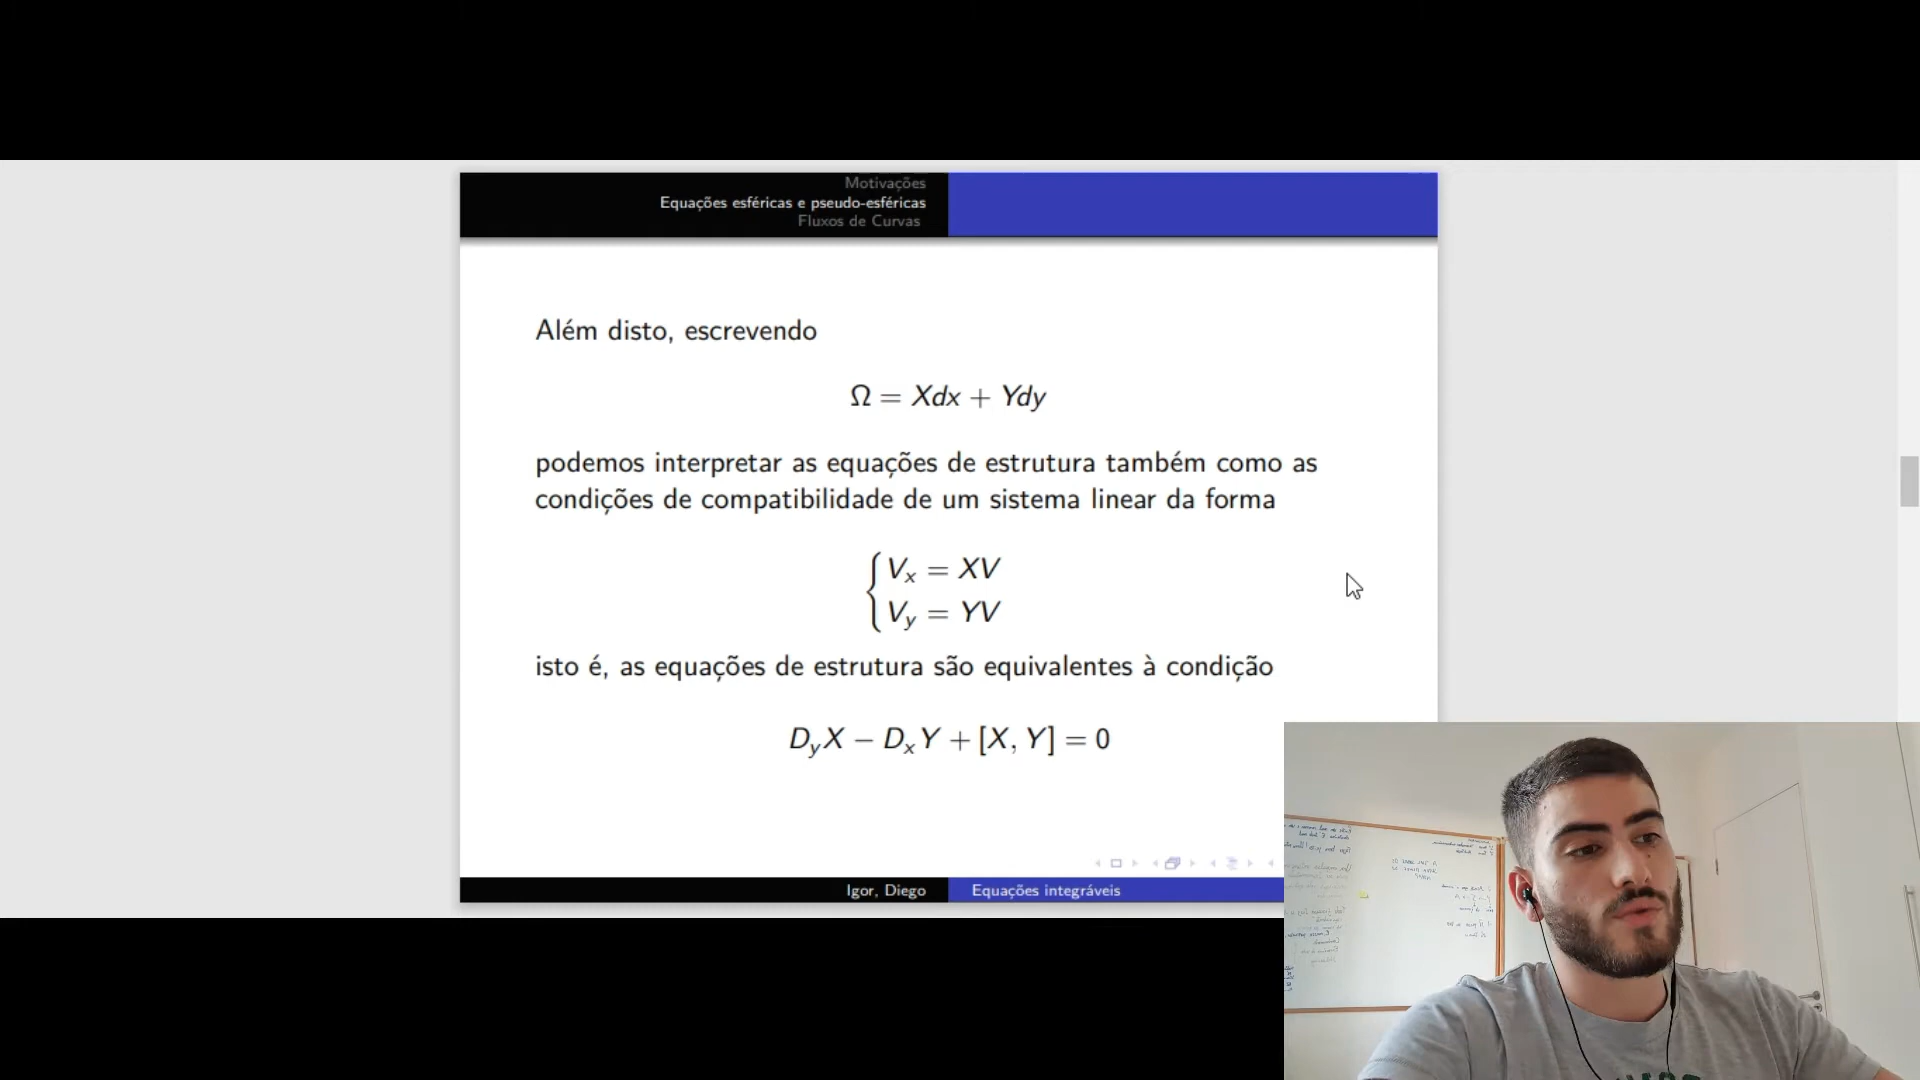 Motivações
Equações esféricas e pseudo-esféricas
Fluxos de Curvas
Além disto, escrevendo
Ω = Xdx + Ydy
podemos interpretar as equações de estrutura também como as
condições de compatibilidade de um sistema linear da forma
{ V_x = XV
V_y = YV
isto é, as equações de estrutura são equivalentes à condição
D_yX − D_xY + [X, Y] = 0
Igor, Diego
Equações integráveis